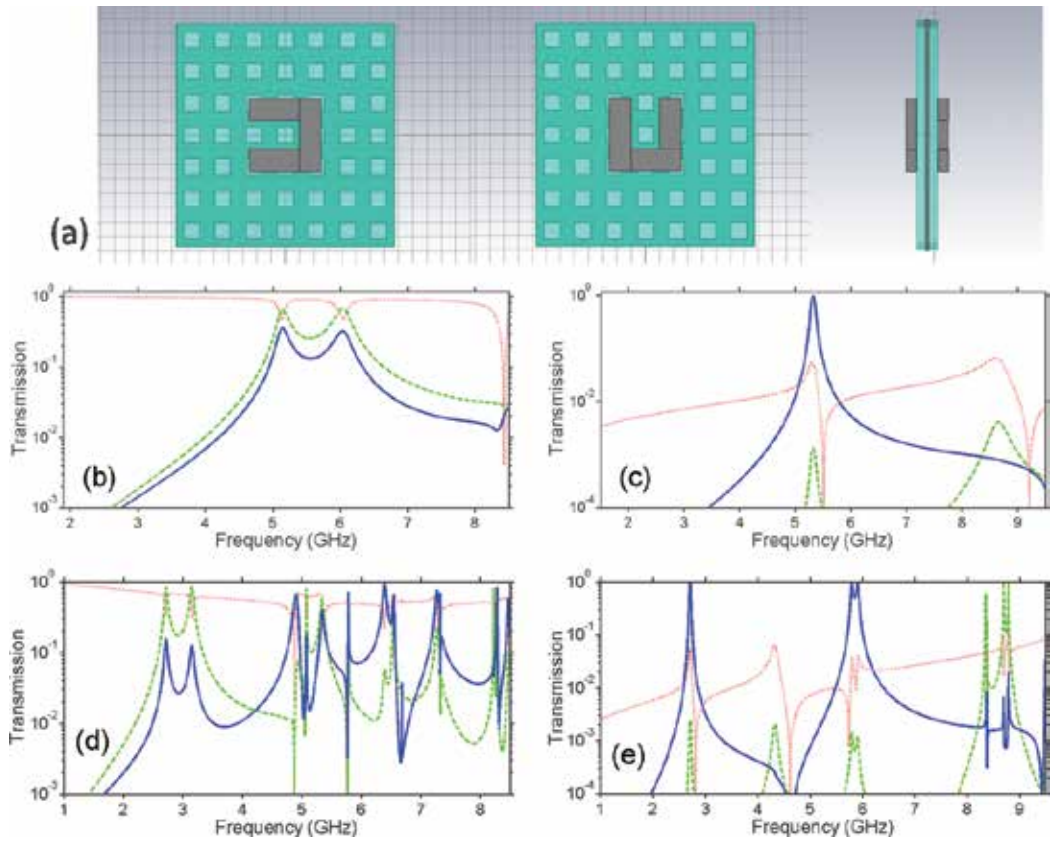 (a)
Transmission
10⁰
10⁻¹
10⁻²
10⁻³
(b)
2 3 4 5 6 7 8
Frequency (GHz)
Transmission
10⁰
10⁻²
10⁻⁴
(c)
2 3 4 5 6 7 8 9
Frequency (GHz)
Transmission
10⁰
10⁻¹
10⁻²
10⁻³
(d)
1 2 3 4 5 6 7 8
Frequency (GHz)
Transmission
10⁰
10⁻¹
10⁻²
10⁻³
10⁻⁴
(e)
1 2 3 4 5 6 7 8 9
Frequency (GHz)